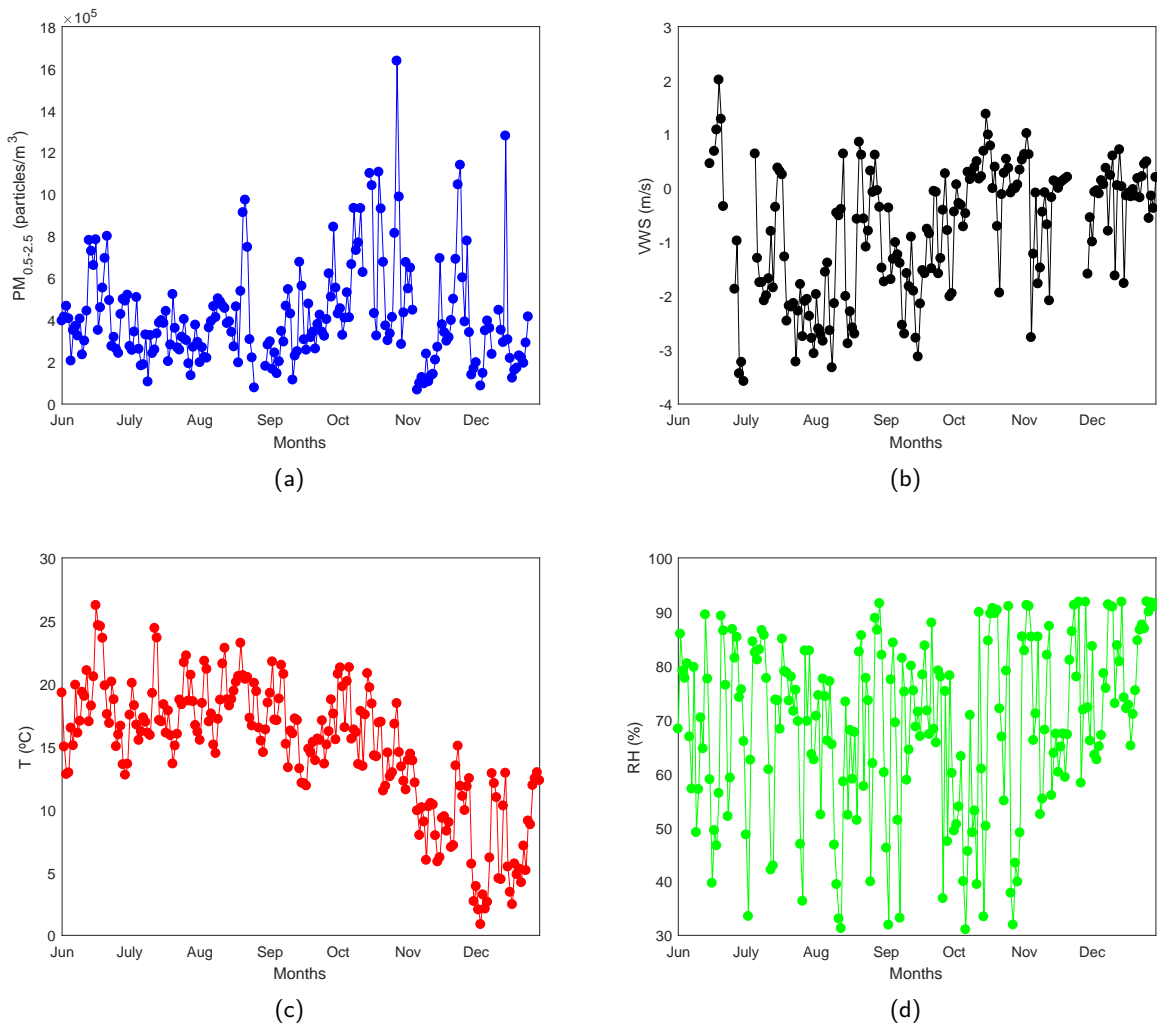 ×10⁵
18
16
14
12
10
8
6
4
2
0
PM0.5-2.5 (particles/m³)
Jun July Aug Sep Oct Nov Dec
Months
(a)
3
2
1
0
-1
-2
-3
-4
VWS (m/s)
Jun July Aug Sep Oct Nov Dec
Months
(b)
30
25
20
15
10
5
0
T (ºC)
Jun July Aug Sep Oct Nov Dec
Months
(c)
100
90
80
70
60
50
40
30
RH (%)
Jun July Aug Sep Oct Nov Dec
Months
(d)